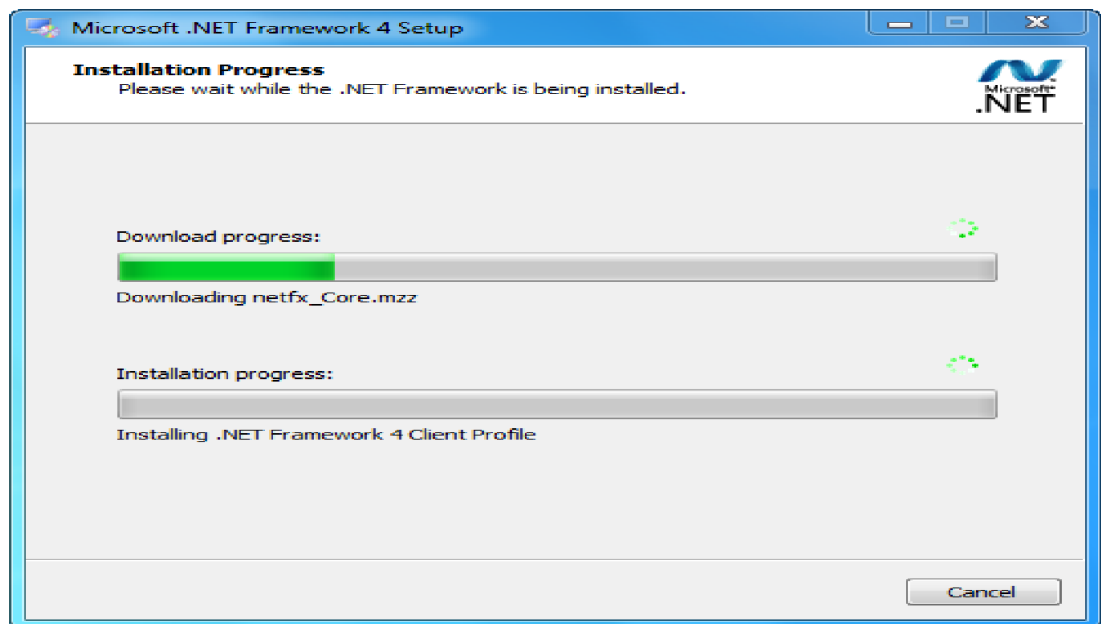 Microsoft .NET Framework 4 Setup
Installation Progress
Please wait while the .NET Framework is being installed.
Microsoft
.NET
Download progress:
Downloading netfx_Core.mzz
Installation progress:
Installing .NET Framework 4 Client Profile
Cancel